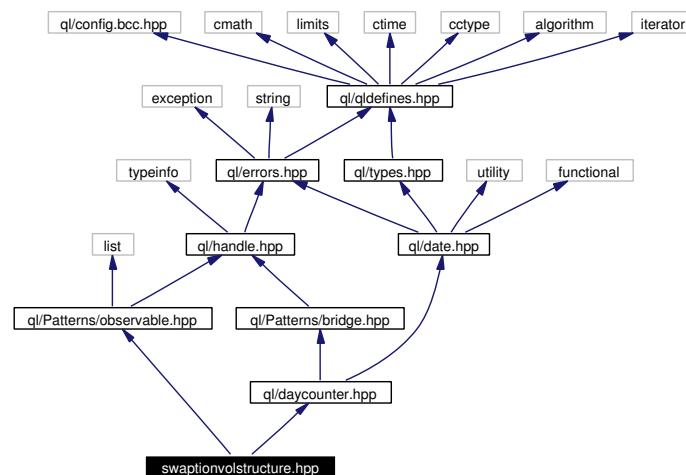 ql/config.bcc.hpp
cmath
limits
ctime
cctype
algorithm
iterator
exception
string
ql/qldefines.hpp
typeinfo
ql/errors.hpp
ql/types.hpp
utility
functional
list
ql/handle.hpp
ql/date.hpp
ql/Patterns/observable.hpp
ql/Patterns/bridge.hpp
ql/daycounter.hpp
swaptionvolstructure.hpp